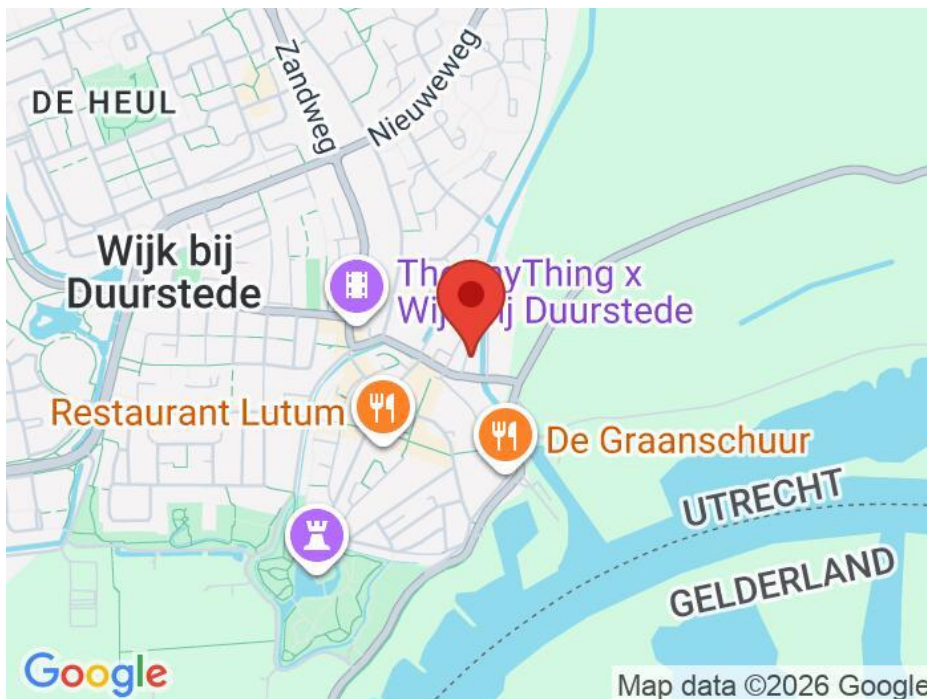 Zandweg
Nieuweweg
DE HEUL
Wijk bij
Duurstede
x
Duurstede
Restaurant Lutum
De Graanschuur
UTRECHT
GELDERLAND
Google
Map data ©2026 Google